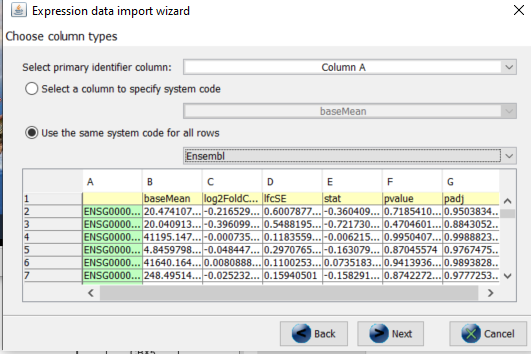 Expression data import wizard
Choose column types
Select primary identifier column: Column A
Select a column to specify system code
baseMean
Use the same system code for all rows
Ensembl
A B C D E F G
1 baseMean log2FoldC... lfcSE stat pvalue padj
2 ENSG0000... 20.474107... -0.216529... 0.6007877... -0.360409... 0.7185410... 0.9503834...
3 ENSG0000... 20.040913... -0.396099... 0.5488195... -0.721730... 0.4704601... 0.8843052...
4 ENSG0000... 41195.147... -0.000735... 0.1183559... -0.006215... 0.9950407... 0.9988823...
5 ENSG0000... 4.8459798... -0.048447... 0.2970765... -0.163079... 0.87045574 0.9767475...
6 ENSG0000... 41640.164... 0.0080888... 0.1100253... 0.0735183... 0.9413936... 0.9893828...
7 ENSG0000... 248.49514... -0.025232... 0.15940501 -0.158291... 0.8742272... 0.9777253...
Back Next Cancel